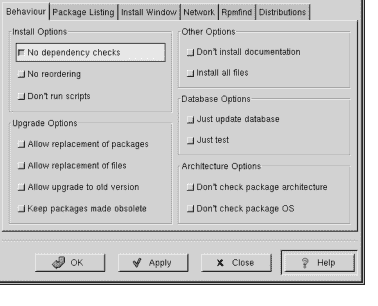 Behaviour Package Listing Install Window Network Rpmfind Distributions
Install Options
No dependency checks
No reordering
Don't run scripts
Upgrade Options
Allow replacement of packages
Allow replacement of files
Allow upgrade to old version
Keep packages made obsolete
Other Options
Don't install documentation
Install all files
Database Options
Just update database
Just test
Architecture Options
Don't check package architecture
Don't check package OS
OK Apply Close Help